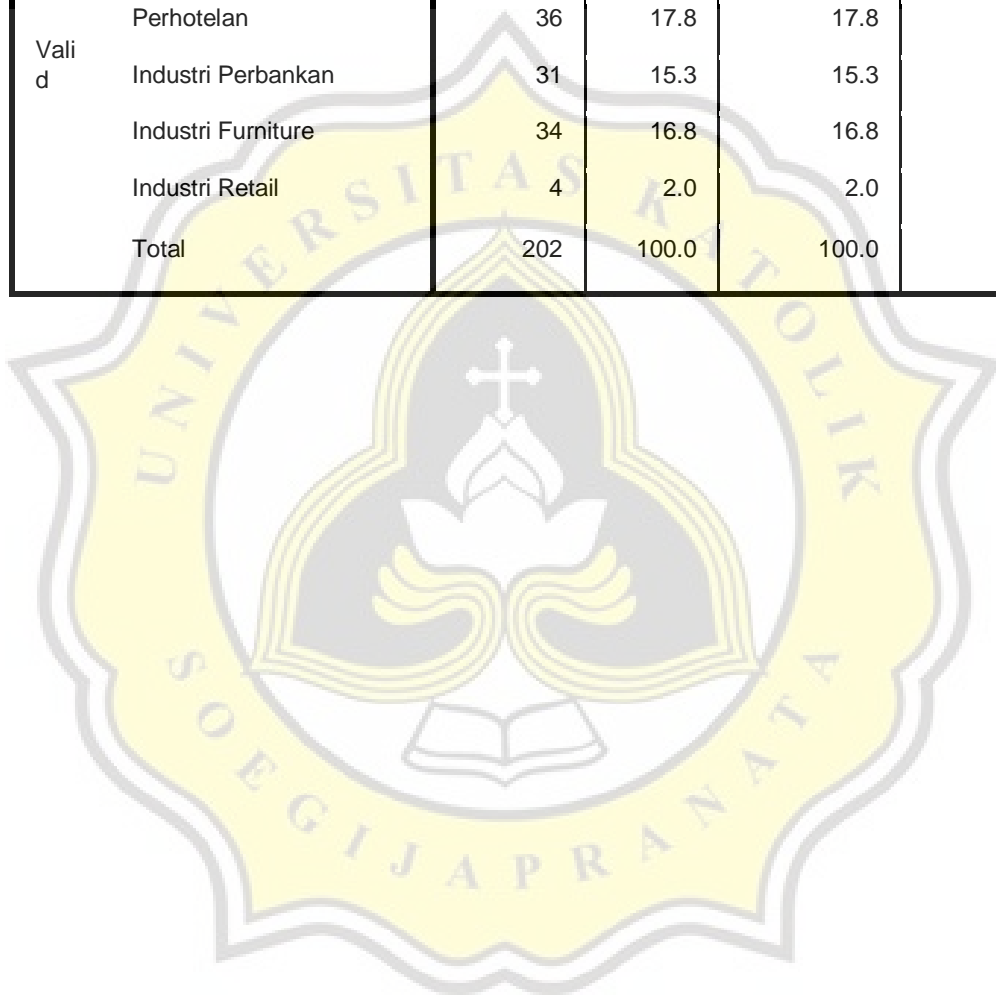 Perhotelan 36 17.8 17.8
Vali
d
Industri Perbankan 31 15.3 15.3
Industri Furniture 34 16.8 16.8
Industri Retail 4 2.0 2.0
Total 202 100.0 100.0
UNIVERSITAS KATOLIK
SOEGIJAPRANATA